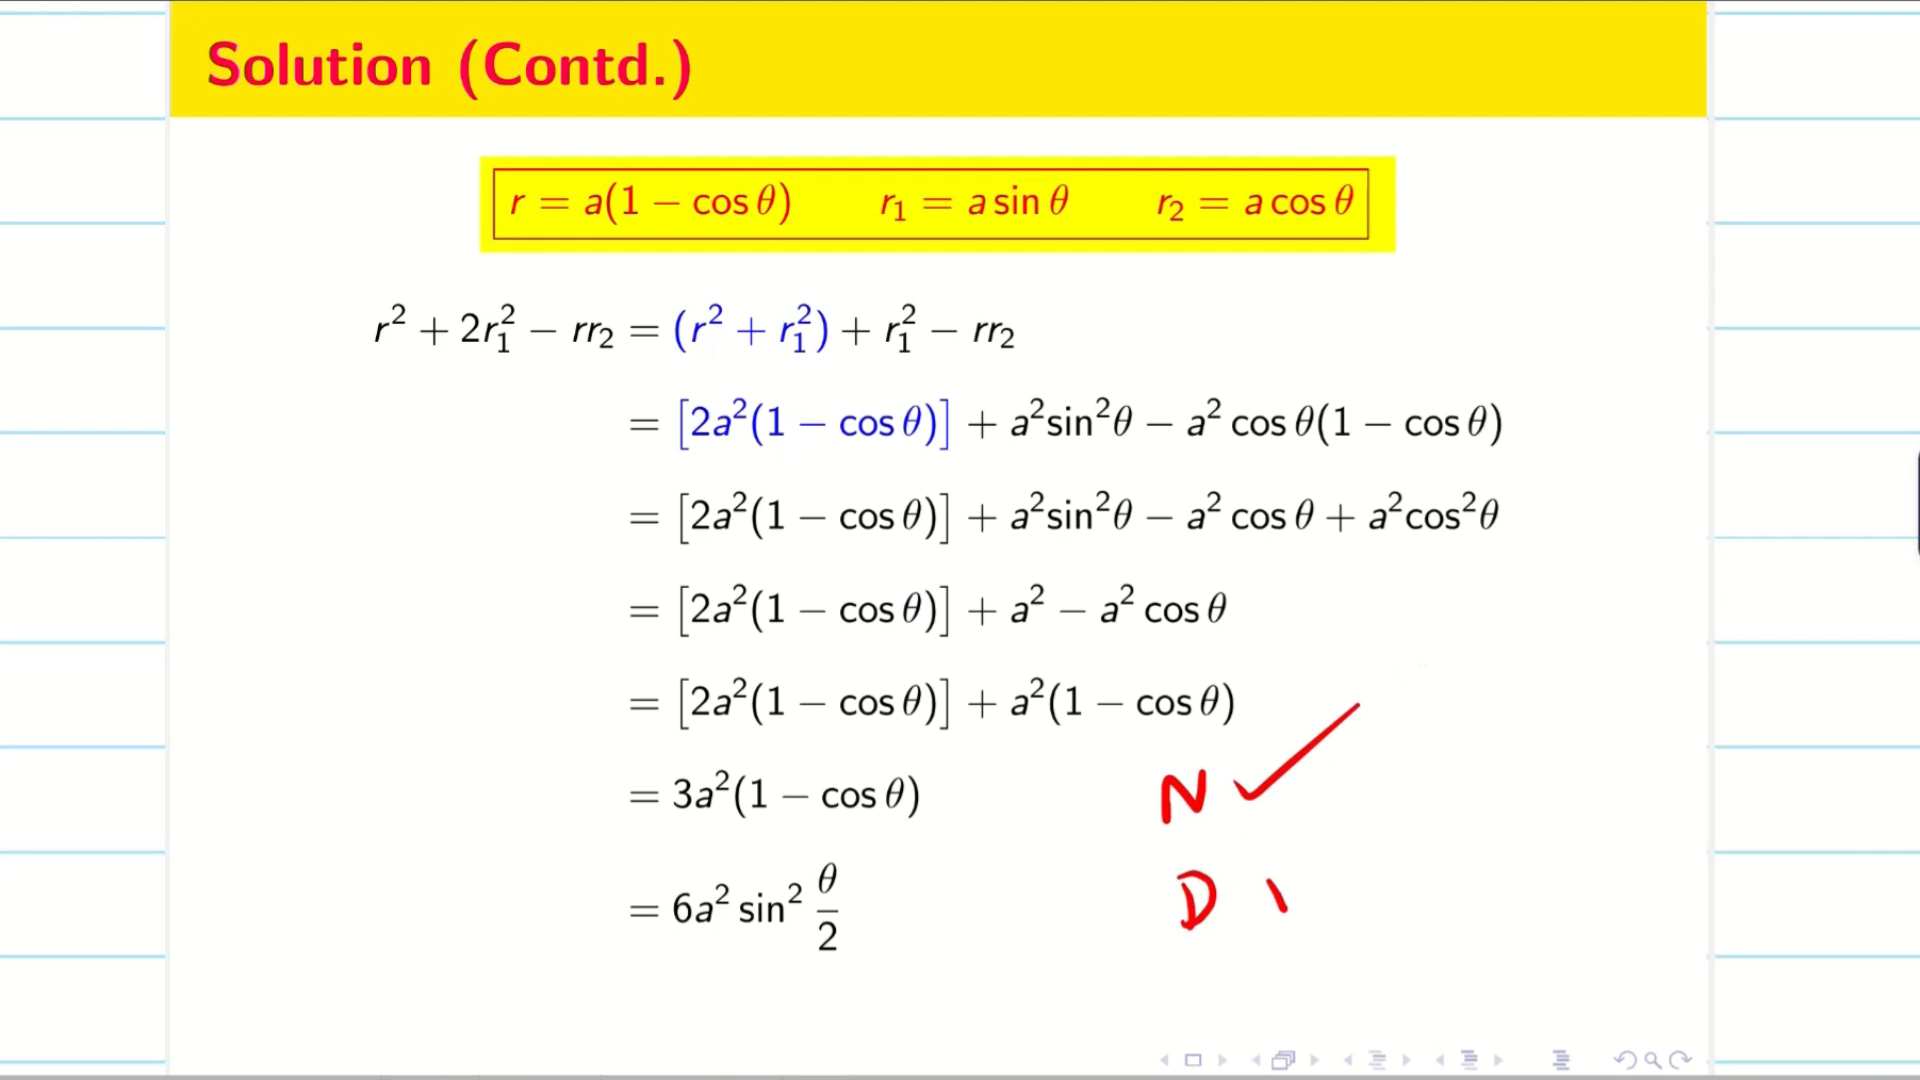 Solution (Contd.)
r = a(1 − cos θ) r₁ = a sin θ r₂ = a cos θ
r² + 2r₁² − rr₂ = (r² + r₁²) + r₁² − rr₂
= [2a²(1 − cos θ)] + a²sin²θ − a² cos θ(1 − cos θ)
= [2a²(1 − cos θ)] + a²sin²θ − a² cos θ + a²cos²θ
= [2a²(1 − cos θ)] + a² − a² cos θ
= [2a²(1 − cos θ)] + a²(1 − cos θ)
= 3a²(1 − cos θ) N ✓
= 6a² sin² θ/2 D \